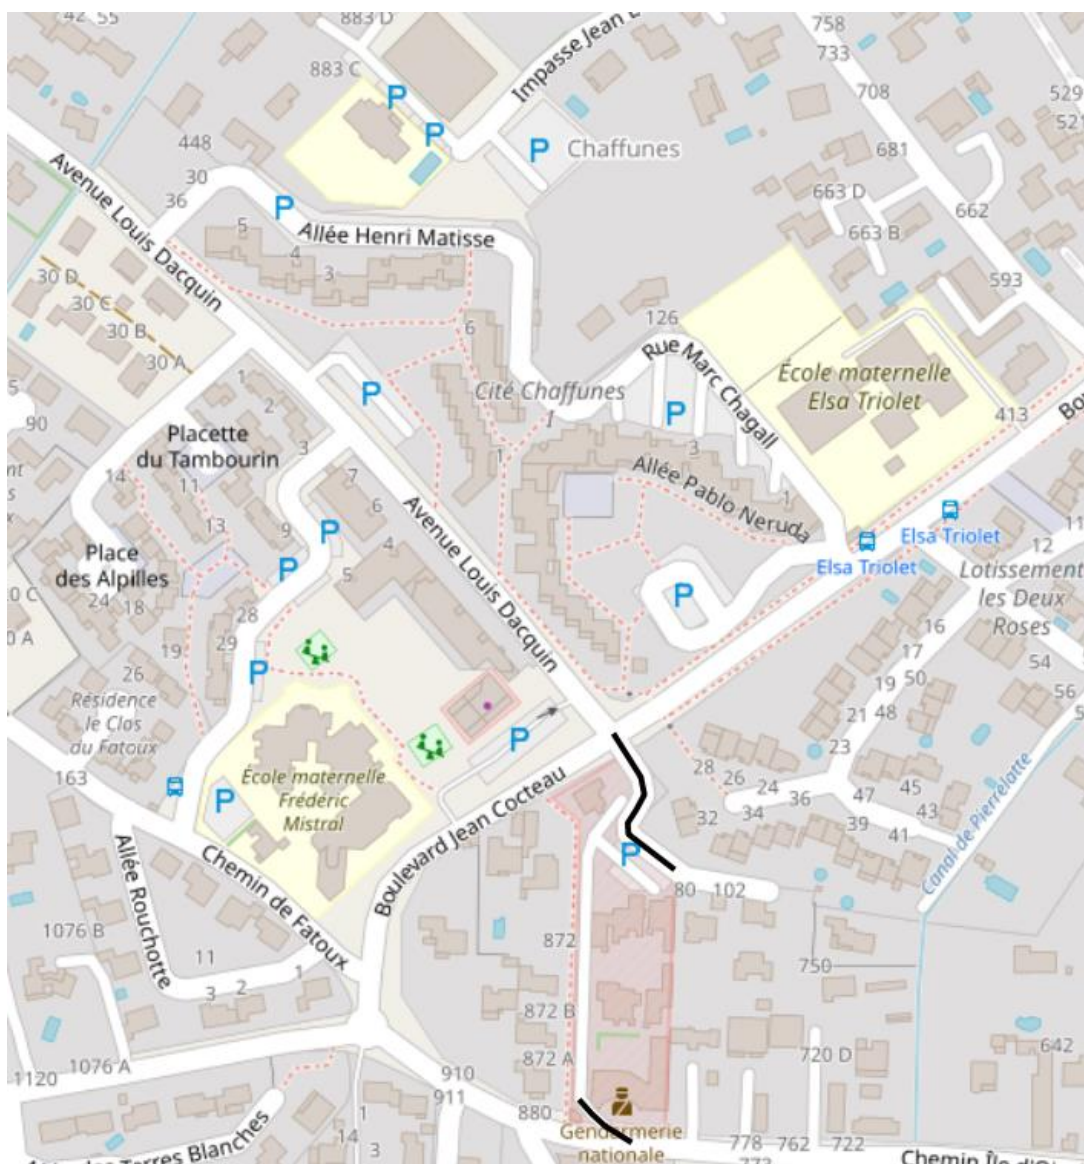 42
55
883 D
883 C
Impasse Jean
758
733
708
529
681
Chaffunes
P
P
P
448
30
36
Avenue Louis Dacquin
P
5
4
3
Allée Henri Matisse
663 D
663 B
662
593
30 D
30 C
30 B
30 A
6
126
Rue Marc Chagall
École maternelle
Elsa Triolet
413
P
Cité Chaffunes
1
P
3
1
90
Placette
du Tambourin
1
2
3
14
11
13
9
7
6
4
5
P
P
1
Allée Pablo Neruda
Avenue Louis Dacquin
Elsa Triolet
Elsa Triolet
P
12
Lotissement
les Deux
Roses
Place
des Alpilles
24
18
28
29
19
26
P
16
17
19
21
23
50
48
54
56
Résidence
le Clos
du Fatoux
163
P
École maternelle
Frédéric
Mistral
P
Boulevard Jean Cocteau
28
26
24
32
34
36
47
45
43
39
41
Canal de Pierrelatte
P
80
102
Chemin de Fatoux
Allée Rouchotte
1076 B
11
3
2
1
872
872 B
872 A
750
720 D
642
1076 A
1120
910
911
880
1
14
3
Gendarmerie
nationale
778
762
722
Chemin Île
Terres Blanches